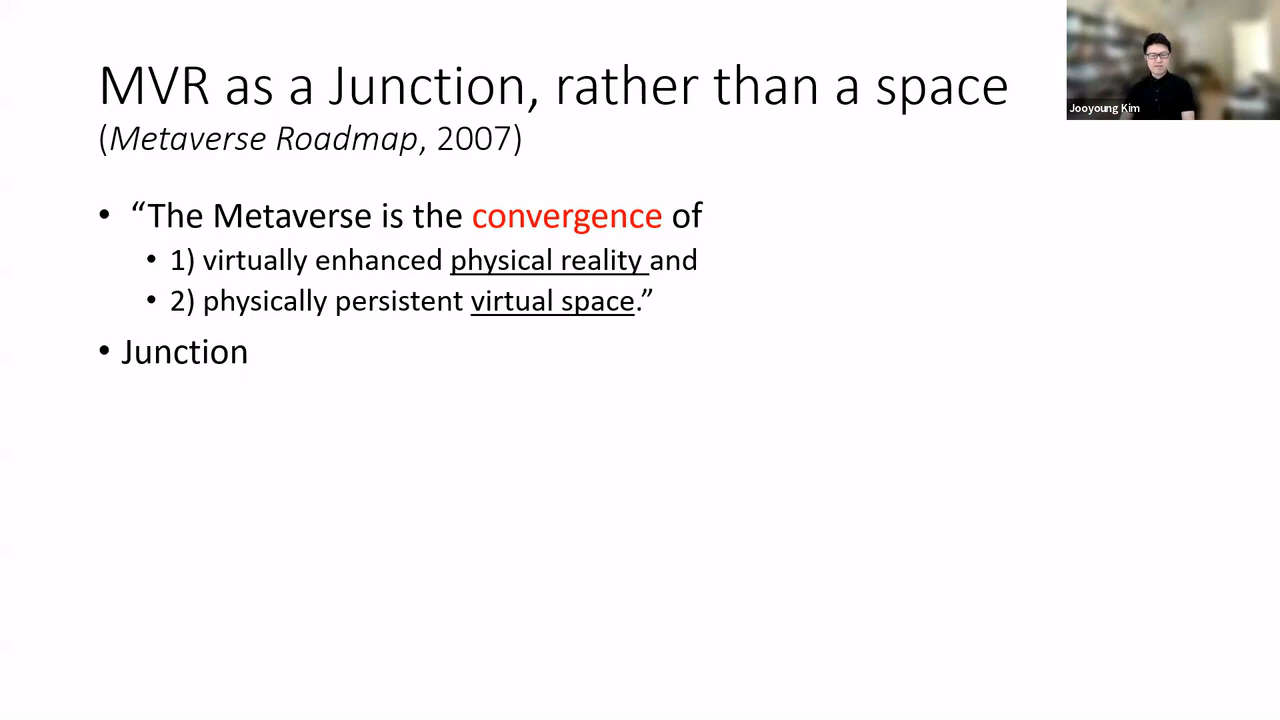 MVR as a Junction, rather than a space
(Metaverse Roadmap, 2007)
Jooyoung Kim
• “The Metaverse is the convergence of
• 1) virtually enhanced physical reality and
• 2) physically persistent virtual space.”
• Junction